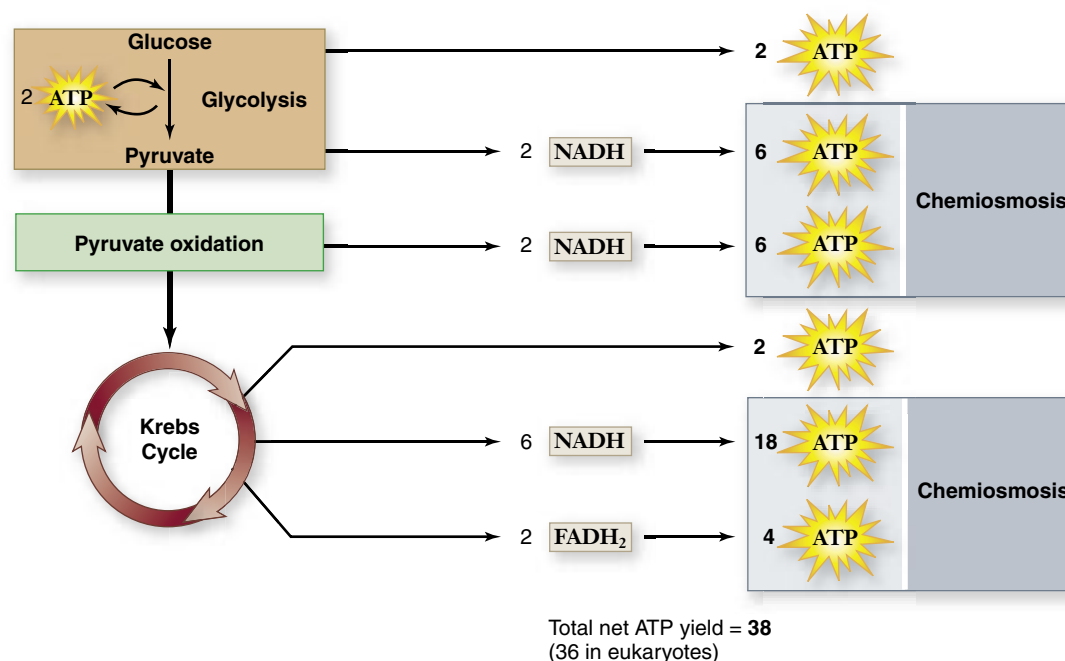 Glucose
2 ATP
Glycolysis
Pyruvate
2 ATP
2 NADH
6 ATP
Chemiosmosis
Pyruvate oxidation
2 NADH
6 ATP
2 ATP
Krebs
Cycle
6 NADH
18 ATP
Chemiosmosis
2 FADH₂
4 ATP
Total net ATP yield = 38
(36 in eukaryotes)